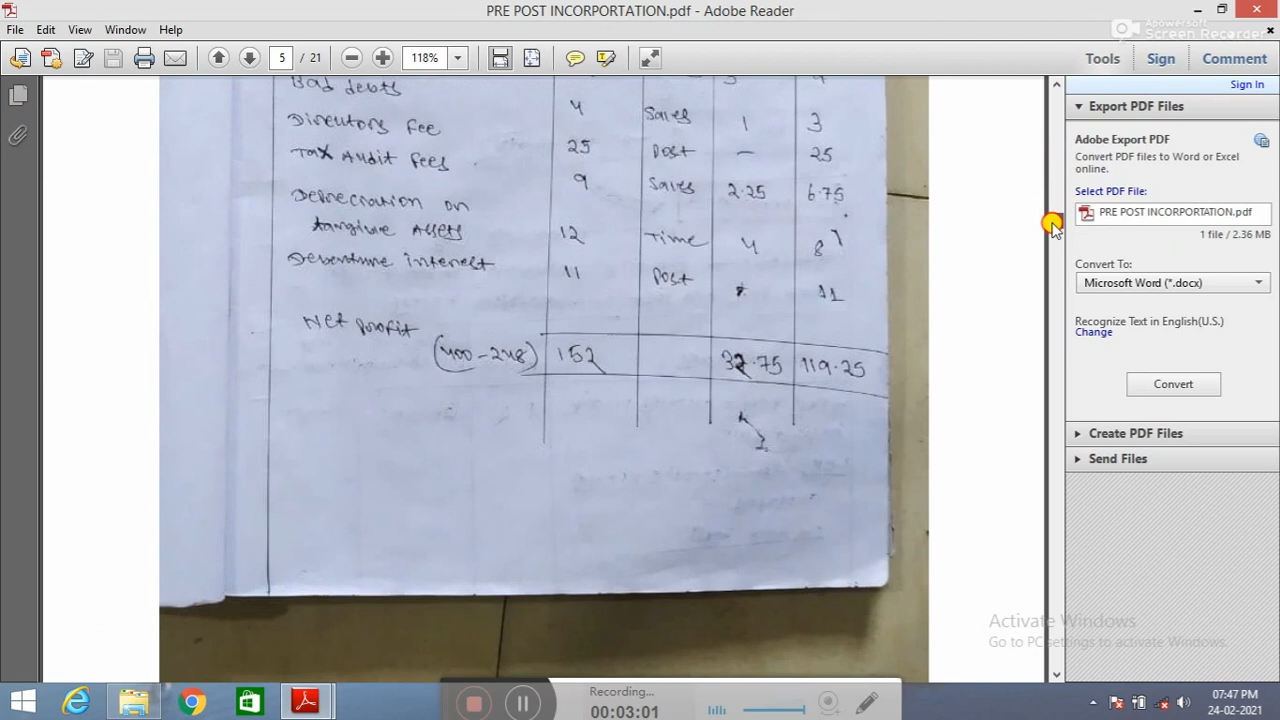 PRE POST INCORPORTATION.pdf - Adobe Reader
Apowersoft
Screen Recorder
File Edit View Window Help
5 / 21 118% Tools Sign Comment
Sign In
Export PDF Files
Adobe Export PDF
Convert PDF files to Word or Excel
online.
Select PDF File:
PRE POST INCORPORTATION.pdf
1 file / 2.36 MB
Convert To:
Microsoft Word (*.docx)
Recognize Text in English(U.S.)
Change
Convert
Create PDF Files
Send Files
Bad debts 4 Sales 1 3
Directors Fee 25 Post - 25
Tax Audit Fees 9 Sales 2.25 6.75
Depreciation on
tangible Assets 12 Time 4 8
Debenture interest 11 Post 11
Net profit
(400-248) 152 32.75 119.25
Activate Windows
Go to PC settings to activate Windows.
Recording...
00:03:01
07:47 PM
24-02-2021